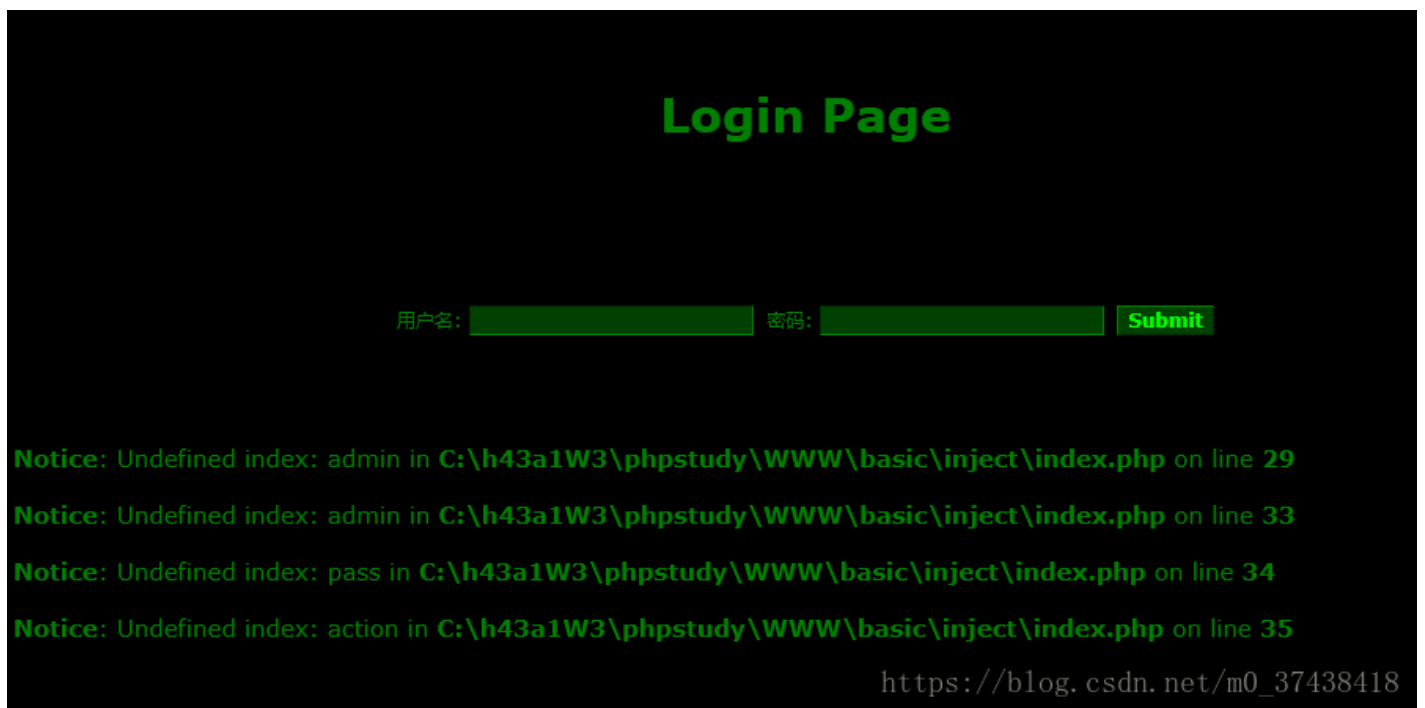 Login Page
用户名: 密码: Submit
Notice: Undefined index: admin in C:\h43a1W3\phpstudy\WWW\basic\inject\index.php on line 29
Notice: Undefined index: admin in C:\h43a1W3\phpstudy\WWW\basic\inject\index.php on line 33
Notice: Undefined index: pass in C:\h43a1W3\phpstudy\WWW\basic\inject\index.php on line 34
Notice: Undefined index: action in C:\h43a1W3\phpstudy\WWW\basic\inject\index.php on line 35
https://blog.csdn.net/m0_37438418